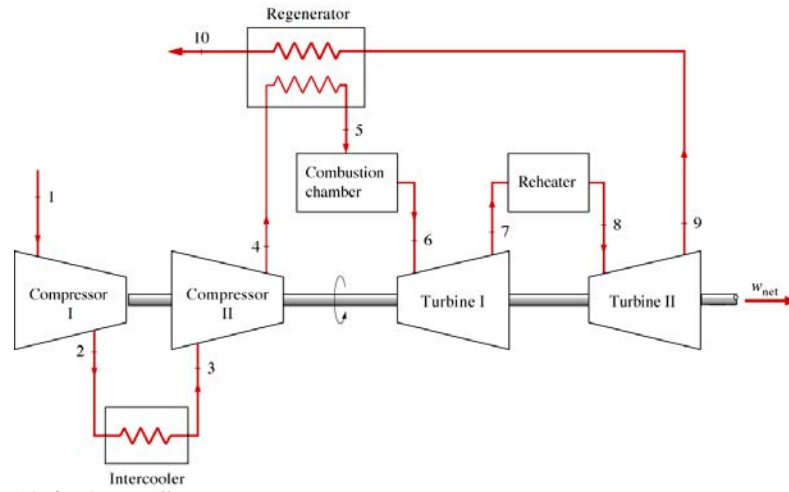 Regenerator
10
5
Combustion
chamber
Reheater
1
4
6
7
8
9
Compressor
I
Compressor
II
Turbine I
Turbine II
w_net
2
3
Intercooler